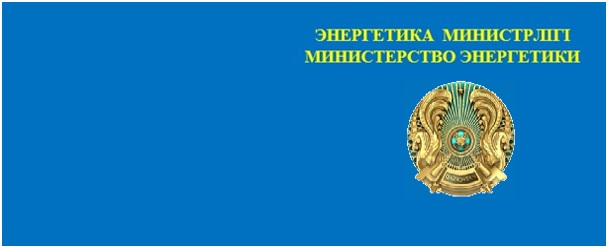 ЭНЕРГЕТИКА МИНИСТРЛІГІ
МИНИСТЕРСТВО ЭНЕРГЕТИКИ